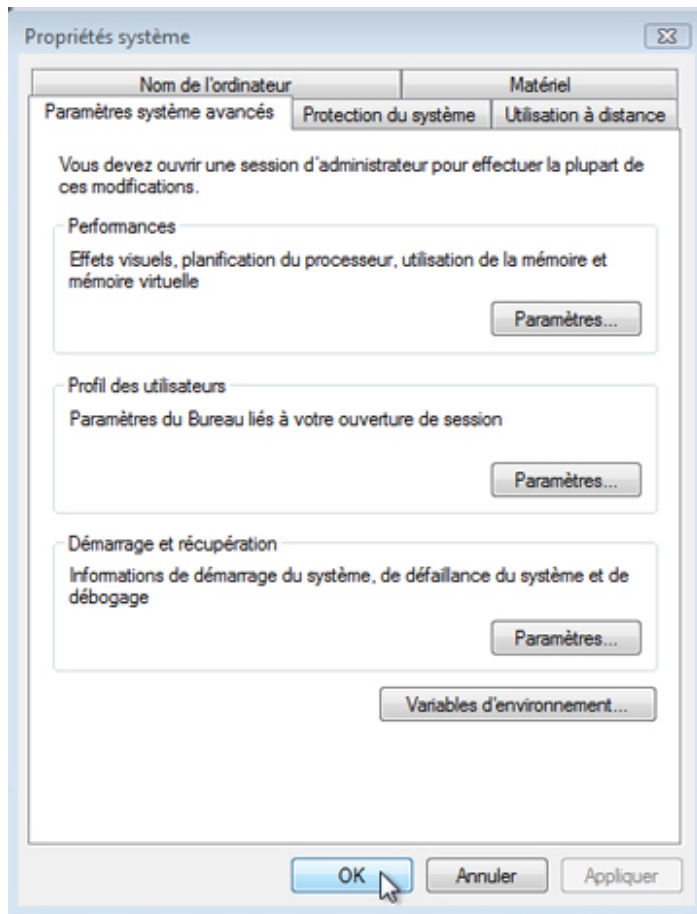 Propriétés système
Nom de l'ordinateur
Matériel
Paramètres système avancés
Protection du système
Utilisation à distance
Vous devez ouvrir une session d'administrateur pour effectuer la plupart de
ces modifications.
Performances
Effets visuels, planification du processeur, utilisation de la mémoire et
mémoire virtuelle
Paramètres...
Profil des utilisateurs
Paramètres du Bureau liés à votre ouverture de session
Paramètres...
Démarrage et récupération
Informations de démarrage du système, de défaillance du système et de
débogage
Paramètres...
Variables d'environnement...
OK
Annuler
Appliquer